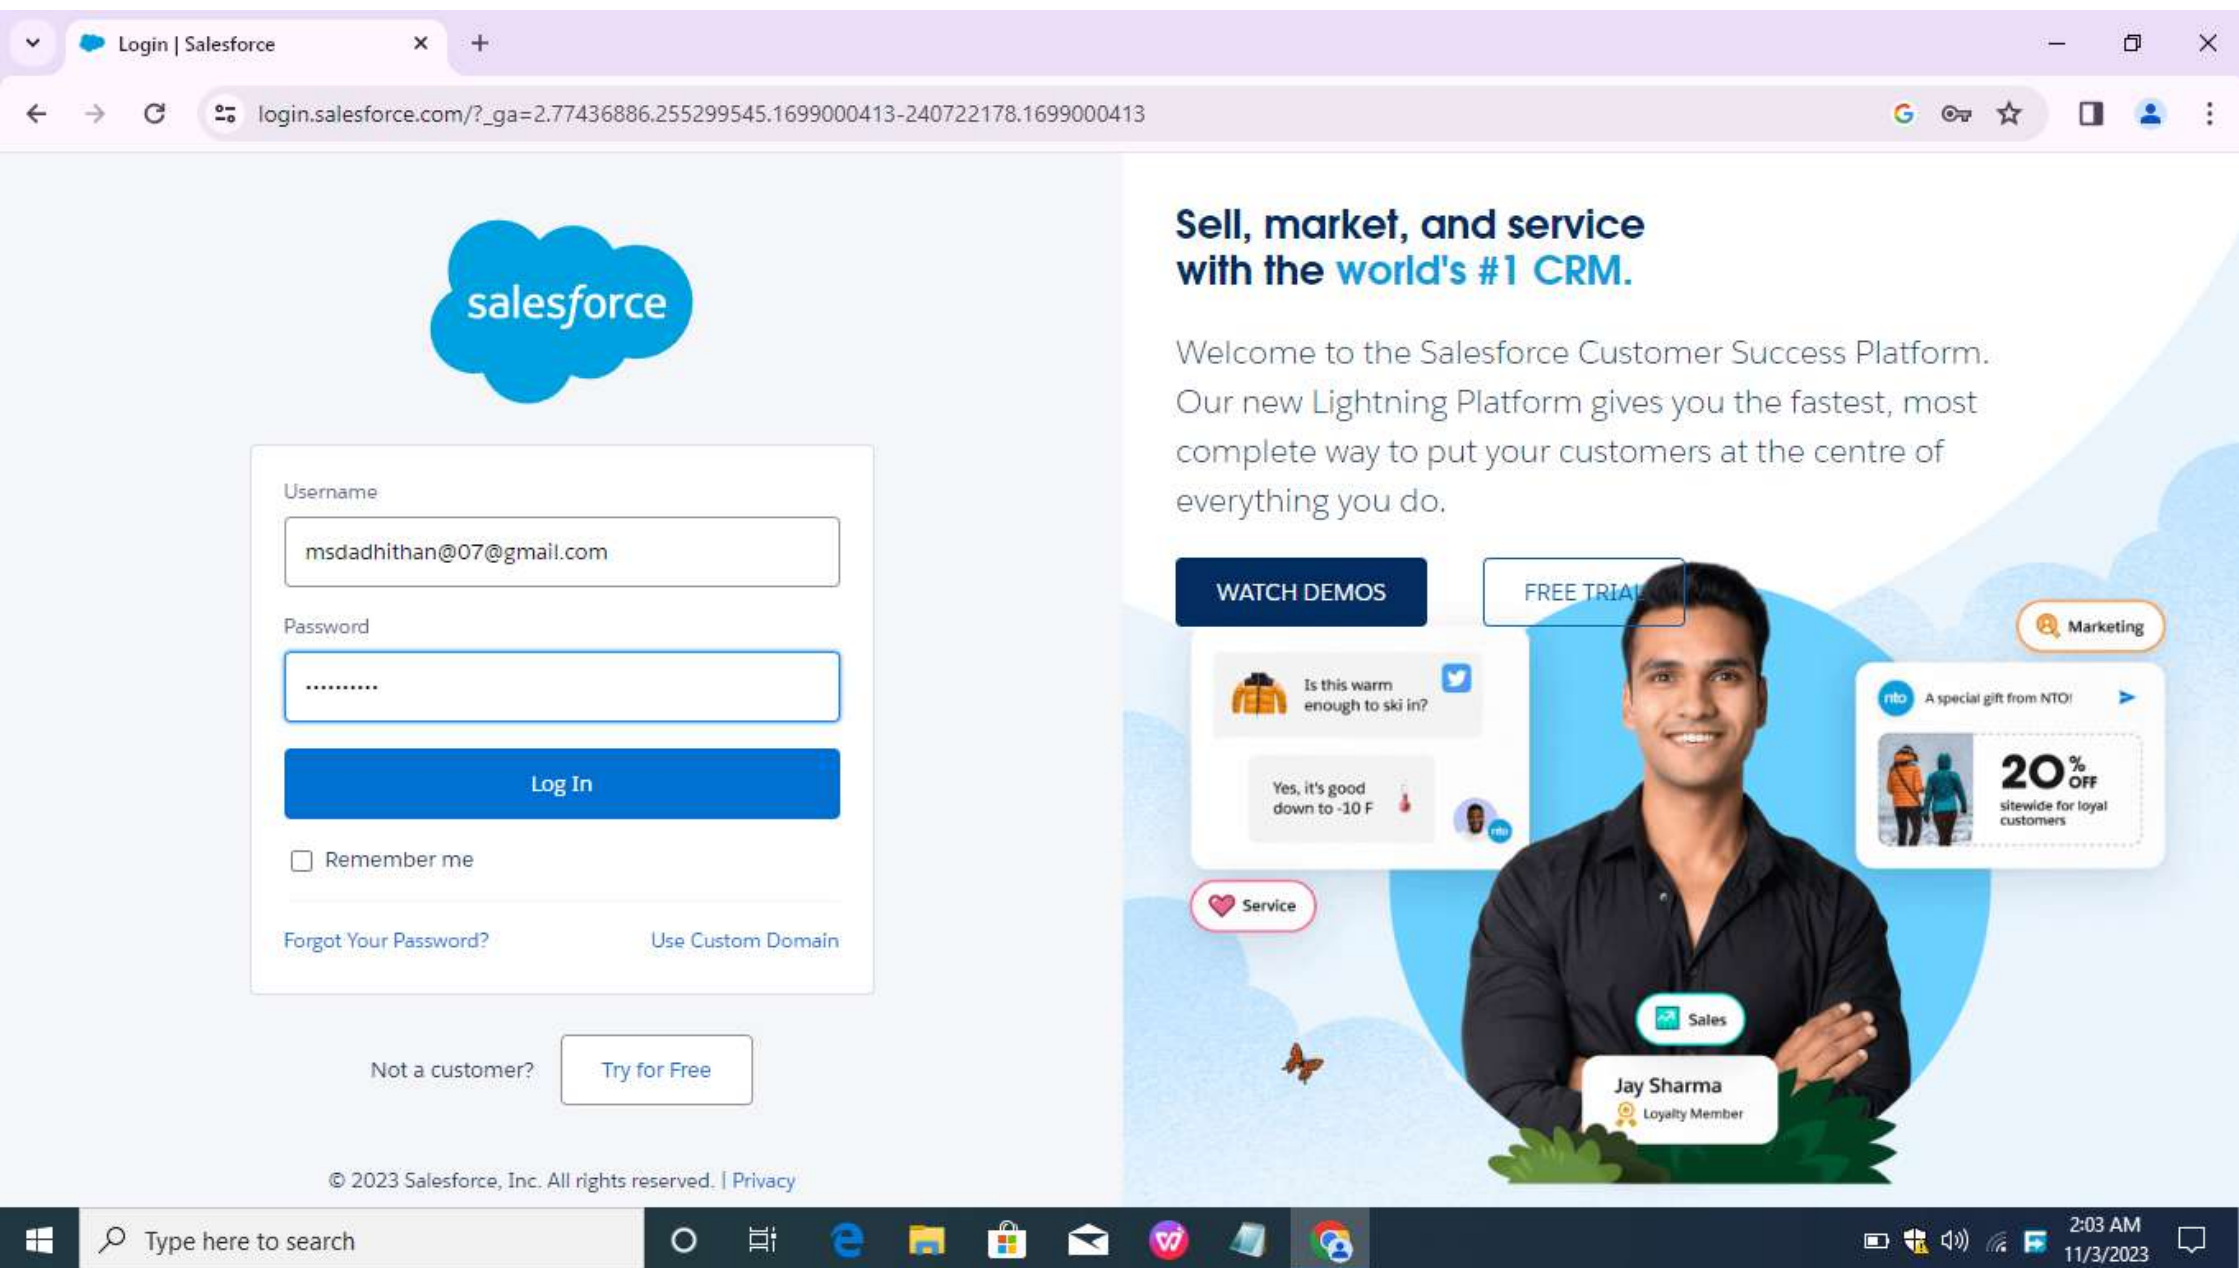 Login | Salesforce
login.salesforce.com/?_ga=2.77436886.255299545.1699000413-240722178.1699000413
salesforce
Username
msdadhithan@07@gmail.com
Password
..........
Log In
Remember me
Forgot Your Password?
Use Custom Domain
Not a customer?
Try for Free
© 2023 Salesforce, Inc. All rights reserved. | Privacy
Sell, market, and service
with the world's #1 CRM.
Welcome to the Salesforce Customer Success Platform.
Our new Lightning Platform gives you the fastest, most
complete way to put your customers at the centre of
everything you do.
WATCH DEMOS
FREE TRIAL
Is this warm
enough to ski in?
Yes, it's good
down to -10 F
nto
Service
Marketing
nto
A special gift from NTO!
20% OFF
sitewide for loyal
customers
Sales
Jay Sharma
Loyalty Member
Type here to search
2:03 AM
11/3/2023